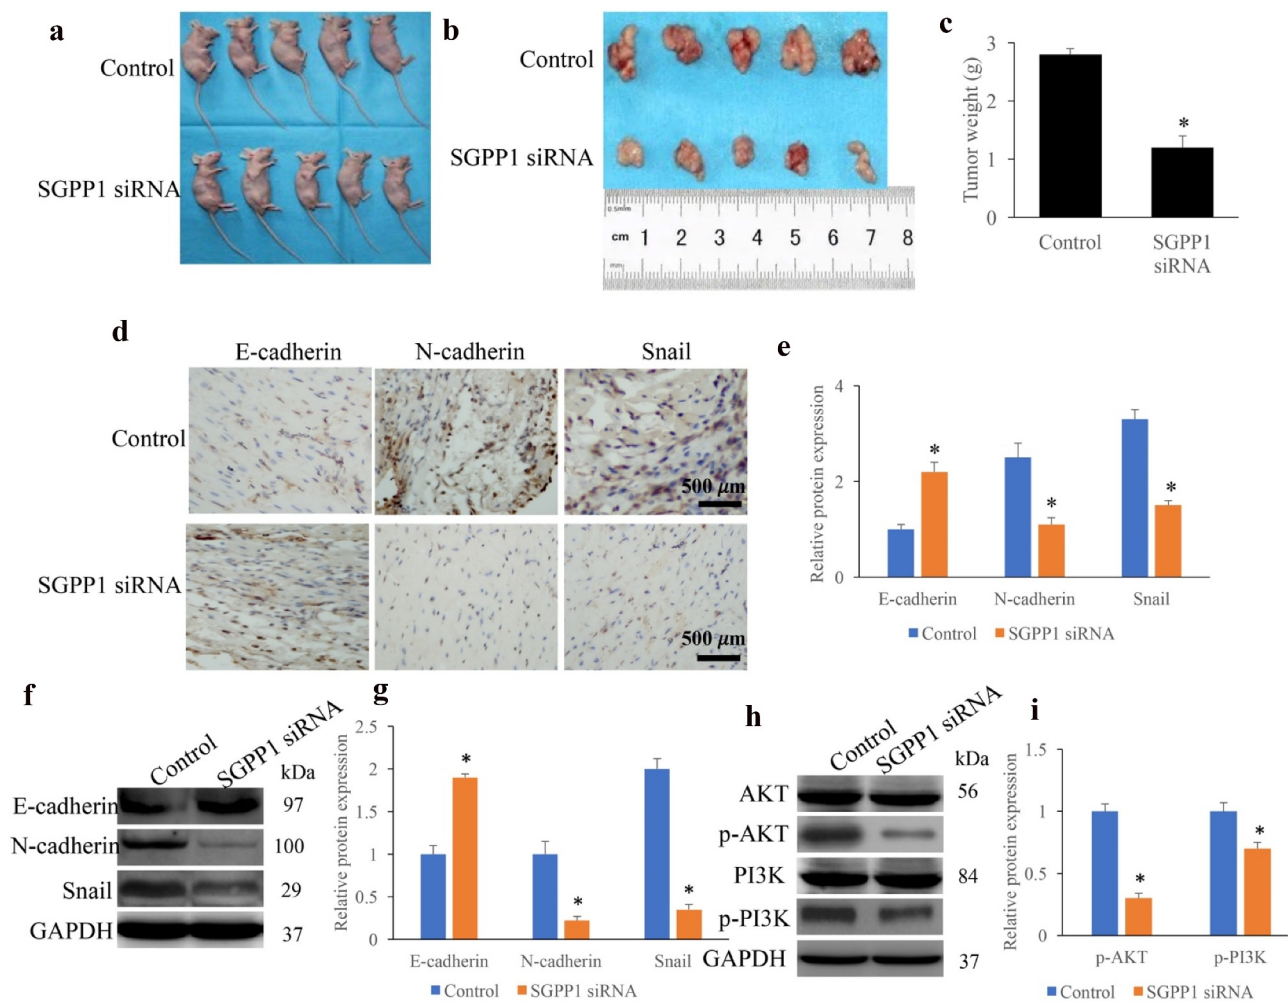 a
Control
SGPP1 siRNA
b
Control
SGPP1 siRNA
0.5mm
cm 1 2 3 4 5 6 7 8
mm
c
Tumor weight (g)
3
2
1
0
Control
SGPP1
siRNA
*
d
E-cadherin N-cadherin Snail
Control
500 μm
SGPP1 siRNA
500 μm
e
Relative protein expression
4
2
0
* * *
E-cadherin N-cadherin Snail
Control SGPP1 siRNA
f
Control SGPP1 siRNA
kDa
E-cadherin 97
N-cadherin 100
Snail 29
GAPDH 37
g
Relative protein expression
2.5
2
1.5
1
0.5
0
* * *
E-cadherin N-cadherin Snail
Control SGPP1 siRNA
h
Control SGPP1 siRNA
kDa
AKT 56
p-AKT
PI3K 84
p-PI3K
GAPDH 37
i
Relative protein expression
1.5
1
0.5
0
* *
p-AKT p-PI3K
Control SGPP1 siRNA